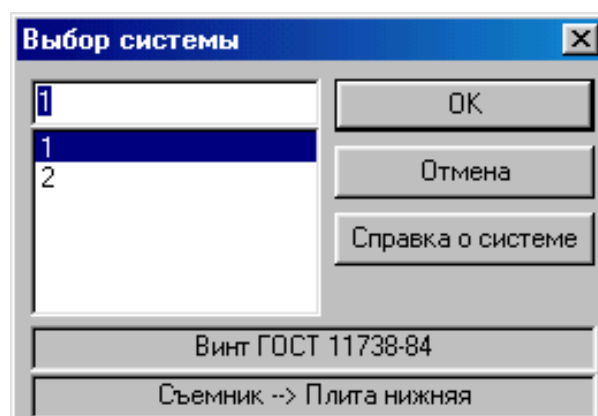 Выбор системы
1
OK
1
2
Отмена
Справка о системе
Винт ГОСТ 11738-84
Съемник --> Плита нижняя